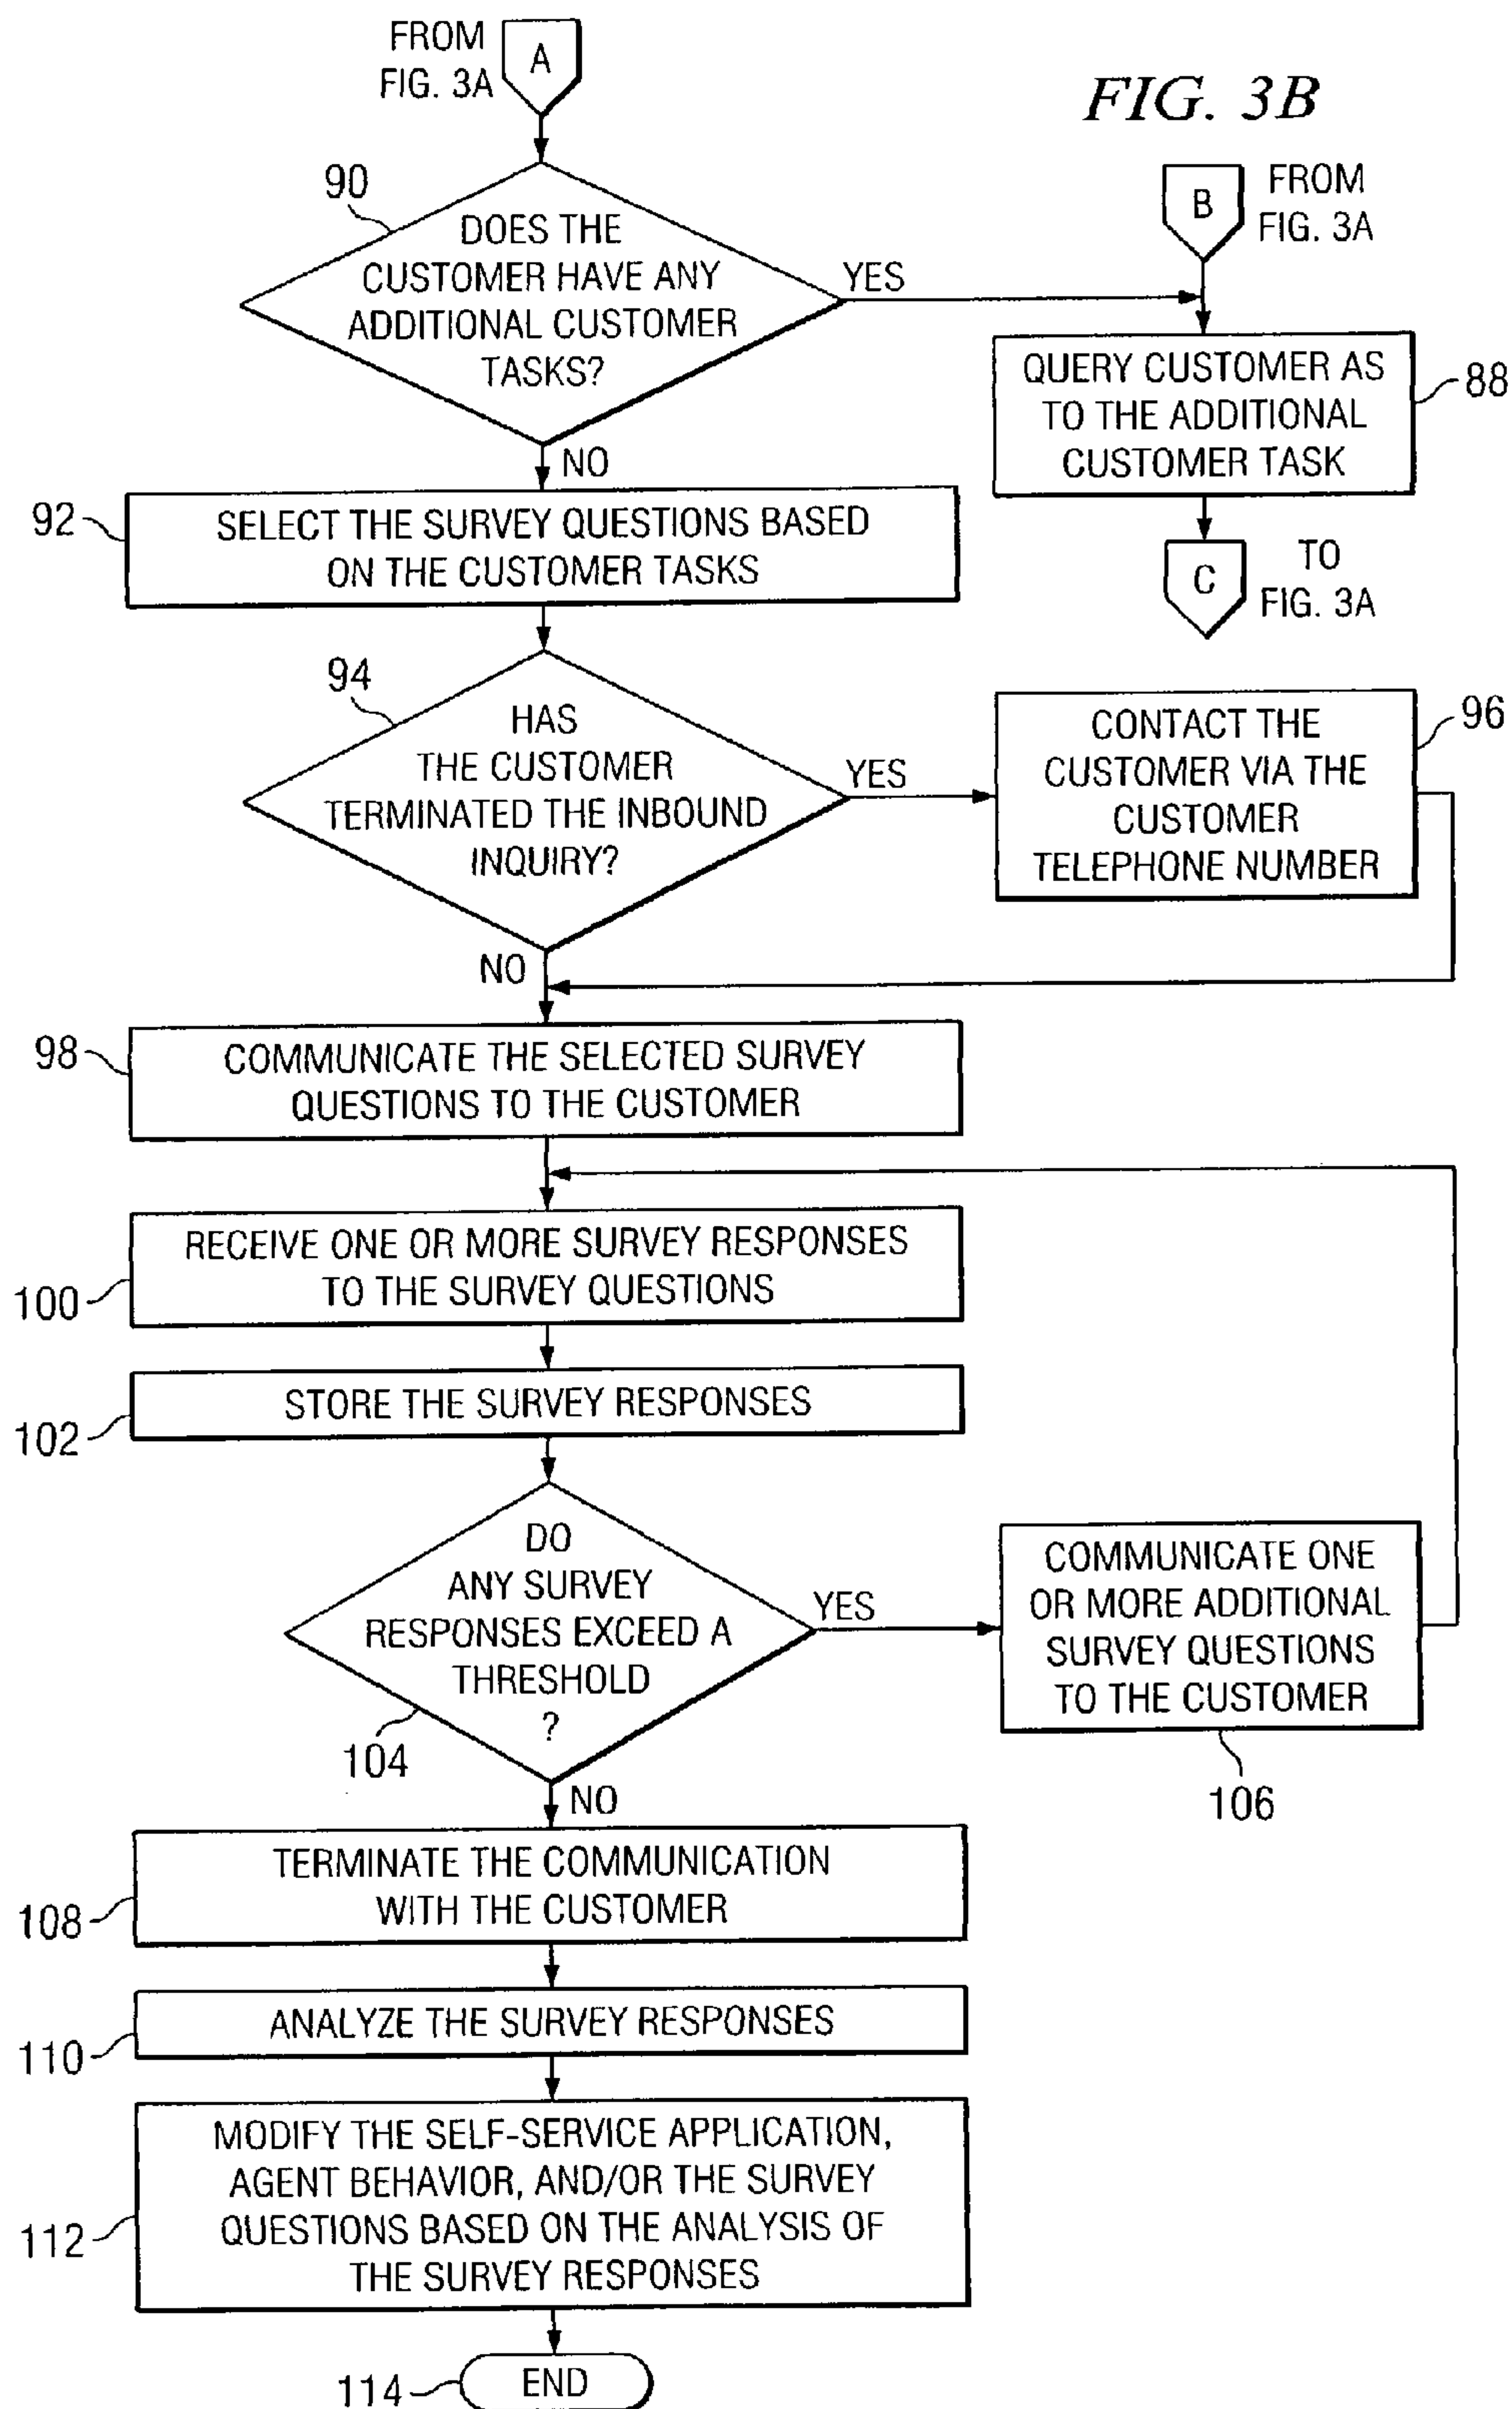 FROM
FIG. 3A
A
FIG. 3B
B
FROM
FIG. 3A
90
DOES THE
CUSTOMER HAVE ANY
ADDITIONAL CUSTOMER
TASKS?
YES
QUERY CUSTOMER AS
TO THE ADDITIONAL
CUSTOMER TASK
88
NO
92
SELECT THE SURVEY QUESTIONS BASED
ON THE CUSTOMER TASKS
C
TO
FIG. 3A
94
HAS
THE CUSTOMER
TERMINATED THE INBOUND
INQUIRY?
YES
CONTACT THE
CUSTOMER VIA THE
CUSTOMER
TELEPHONE NUMBER
96
NO
98
COMMUNICATE THE SELECTED SURVEY
QUESTIONS TO THE CUSTOMER
RECEIVE ONE OR MORE SURVEY RESPONSES
TO THE SURVEY QUESTIONS
100
STORE THE SURVEY RESPONSES
102
DO
ANY SURVEY
RESPONSES EXCEED A
THRESHOLD
?
104
YES
COMMUNICATE ONE
OR MORE ADDITIONAL
SURVEY QUESTIONS
TO THE CUSTOMER
106
NO
TERMINATE THE COMMUNICATION
WITH THE CUSTOMER
108
ANALYZE THE SURVEY RESPONSES
110
MODIFY THE SELF-SERVICE APPLICATION,
AGENT BEHAVIOR, AND/OR THE SURVEY
QUESTIONS BASED ON THE ANALYSIS OF
THE SURVEY RESPONSES
112
END
114